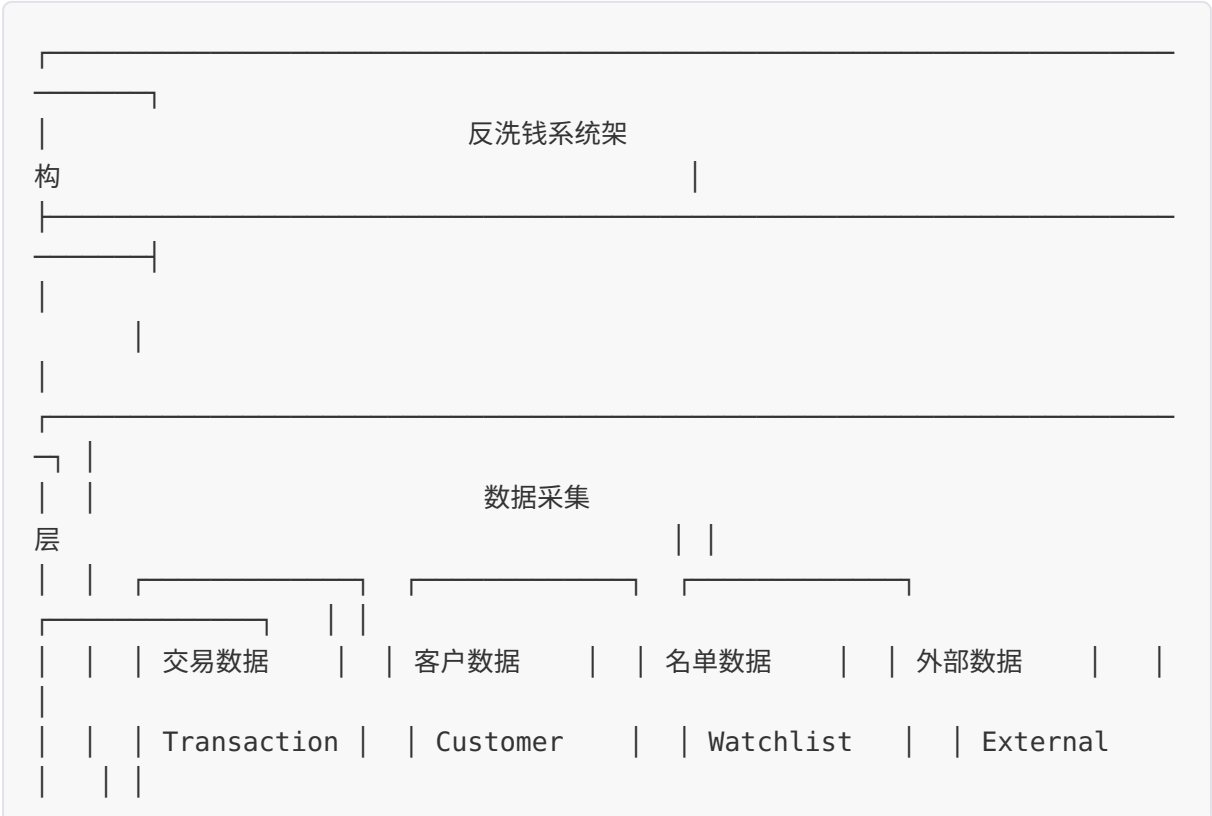 反洗钱系统架
构
数据采集
层
交易数据 客户数据 名单数据 外部数据
Transaction Customer Watchlist External